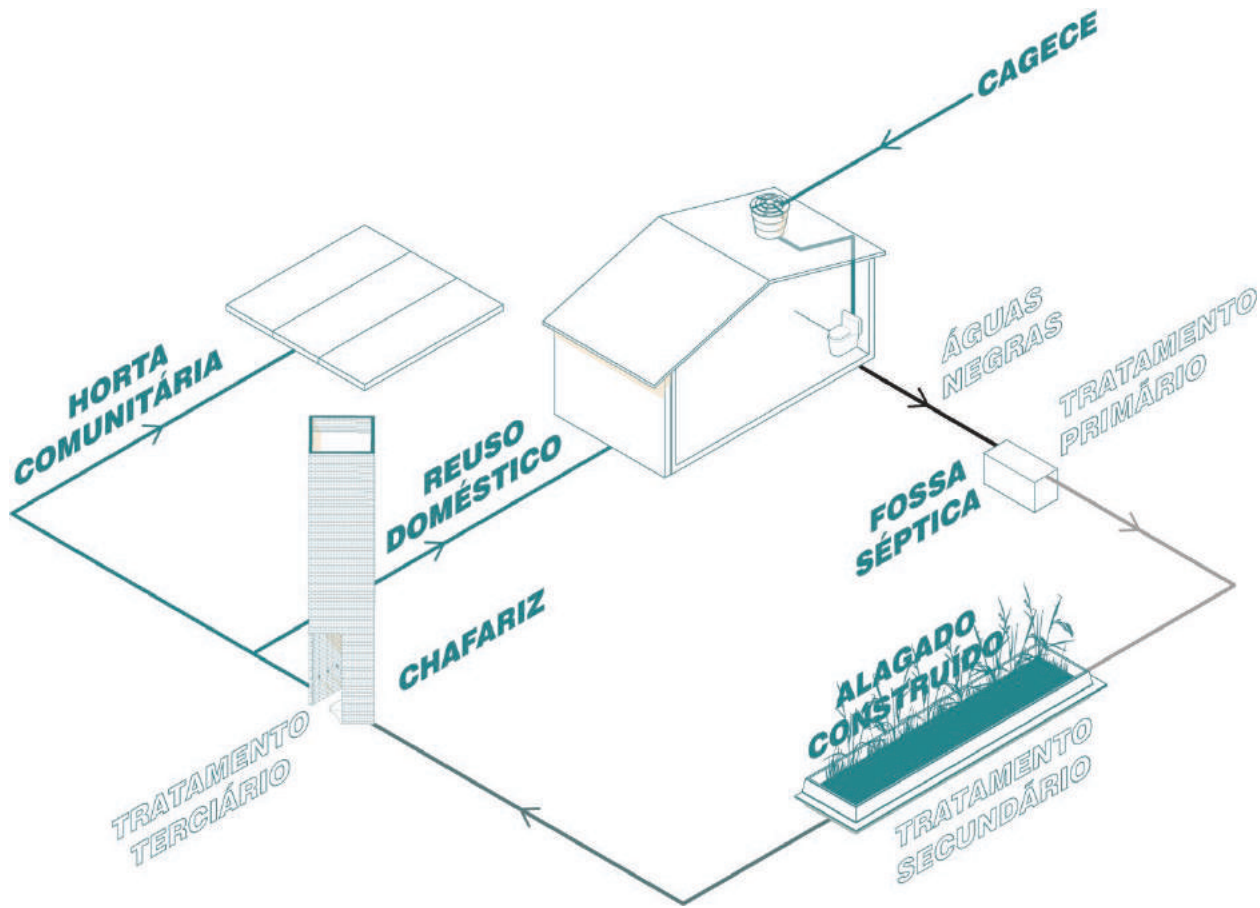 CAGECE
ÁGUAS
NEGRAS
TRATAMENTO
PRIMÁRIO
HORTA
COMUNITÁRIA
REUSO
DOMÉSTICO
FOSSA
SÉPTICA
CHAFARIZ
ALAGADO
CONSTRUÍDO
TRATAMENTO
TERCIÁRIO
TRATAMENTO
SECUNDÁRIO